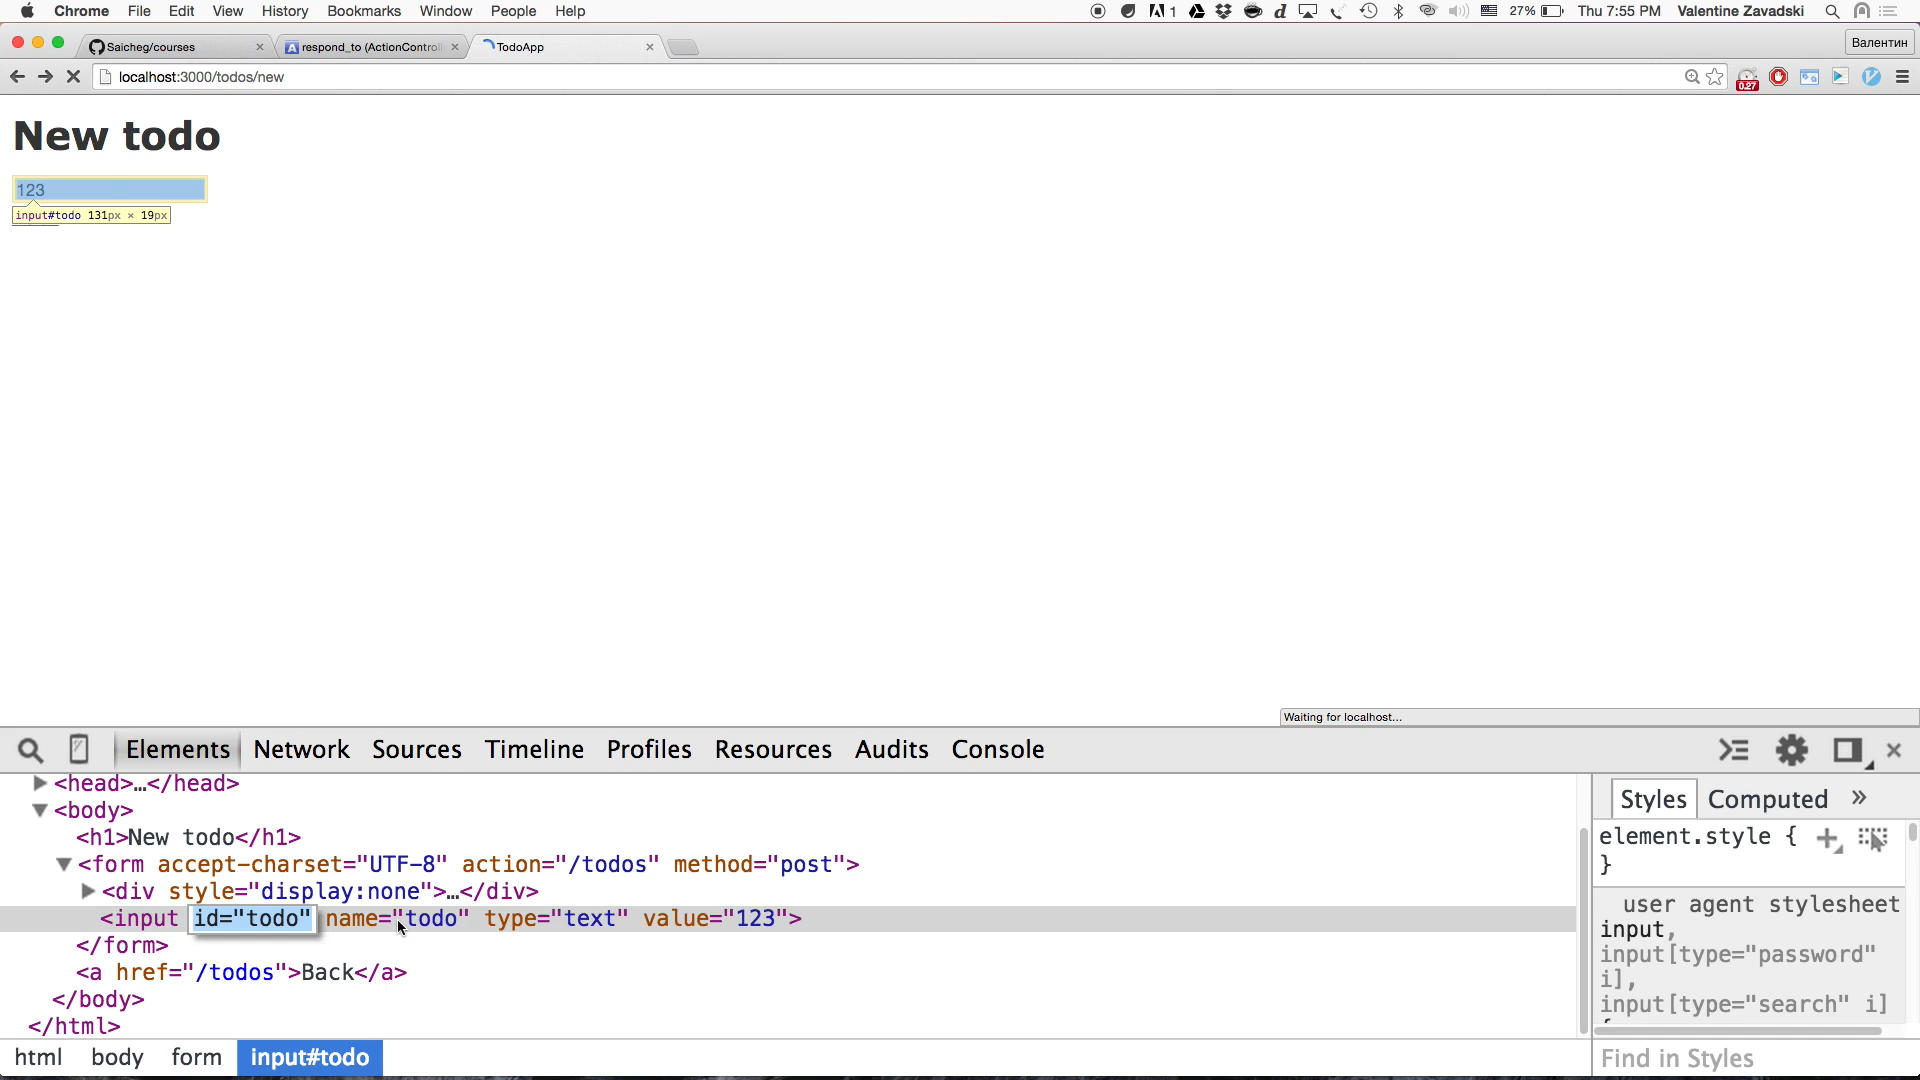 Chrome File Edit View History Bookmarks Window People Help 1 d 27% Thu 7:55 PM Valentine Zavadski
Saicheg/courses respond_to (ActionControll TodoApp Валентин
localhost:3000/todos/new 0.27
New todo
123
input#todo 131px × 19px
Waiting for localhost...
Elements Network Sources Timeline Profiles Resources Audits Console
<head>…</head>
<body>
<h1>New todo</h1>
<form accept-charset="UTF-8" action="/todos" method="post">
<div style="display:none">…</div>
<input id="todo" name="todo" type="text" value="123">
</form>
<a href="/todos">Back</a>
</body>
</html>
html body form input#todo
Styles Computed »
element.style {
}
user agent stylesheet
input,
input[type="password"
i],
input[type="search" i]
Find in Styles